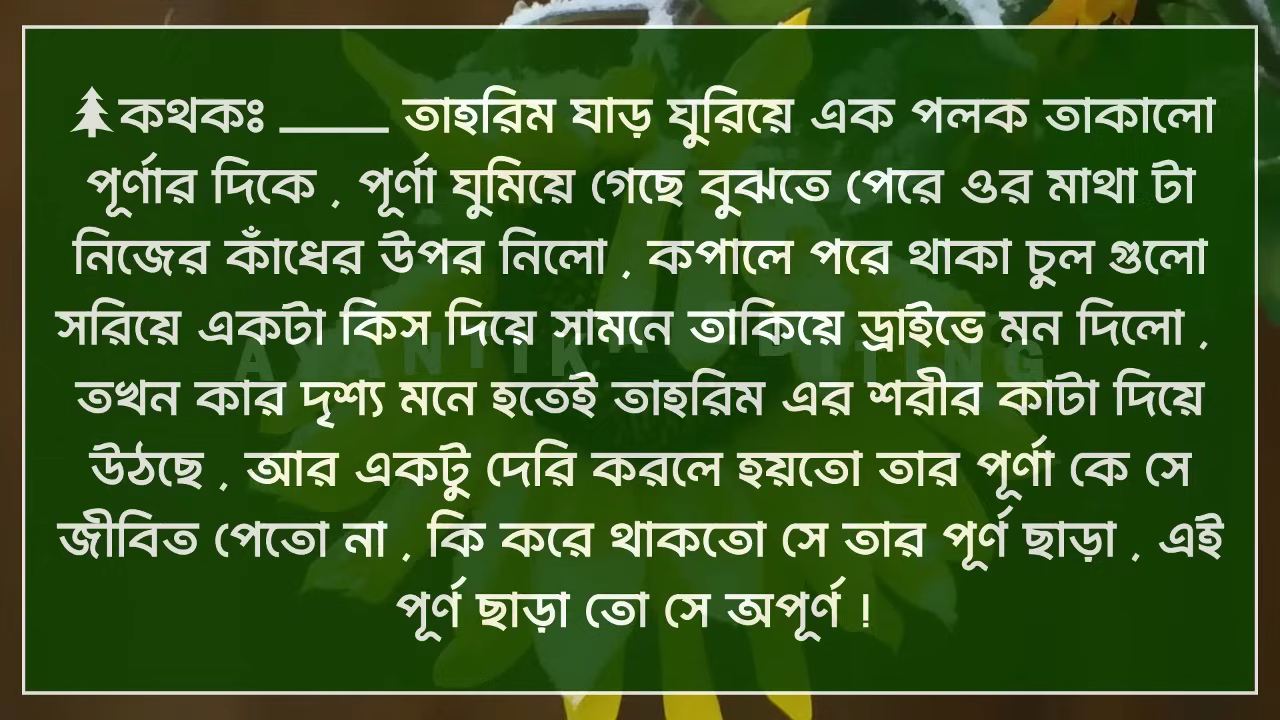 🌲কথকঃ _____ তাহরিম ঘাড় ঘুরিয়ে এক পলক তাকালো
পূর্ণার দিকে , পূর্ণা ঘুমিয়ে গেছে বুঝতে পেরে ওর মাথা টা
নিজের কাঁধের উপর নিলো , কপালে পরে থাকা চুল গুলো
সরিয়ে একটা কিস দিয়ে সামনে তাকিয়ে ড্রাইভে মন দিলো ,
তখন কার দৃশ্য মনে হতেই তাহরিম এর শরীর কাটা দিয়ে
উঠছে , আর একটু দেরি করলে হয়তো তার পূর্ণা কে সে
জীবিত পেতো না , কি করে থাকতো সে তার পূর্ণ ছাড়া , এই
পূর্ণ ছাড়া তো সে অপূর্ণ !